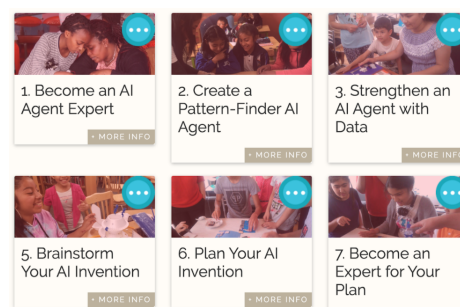 1. Become an AI
Agent Expert
+ MORE INFO
2. Create a
Pattern-Finder AI
Agent
+ MORE INFO
3. Strengthen an
AI Agent with
Data
+ MORE INFO
5. Brainstorm
Your AI Invention
+ MORE INFO
6. Plan Your AI
Invention
+ MORE INFO
7. Become an
Expert for Your
Plan